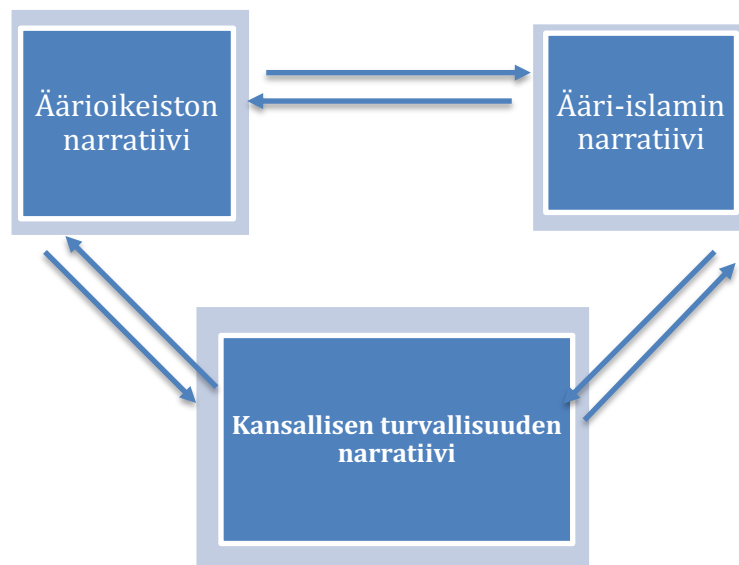 Äärioikeiston
narratiivi
Ääri-islamin
narratiivi
Kansallisen turvallisuuden
narratiivi